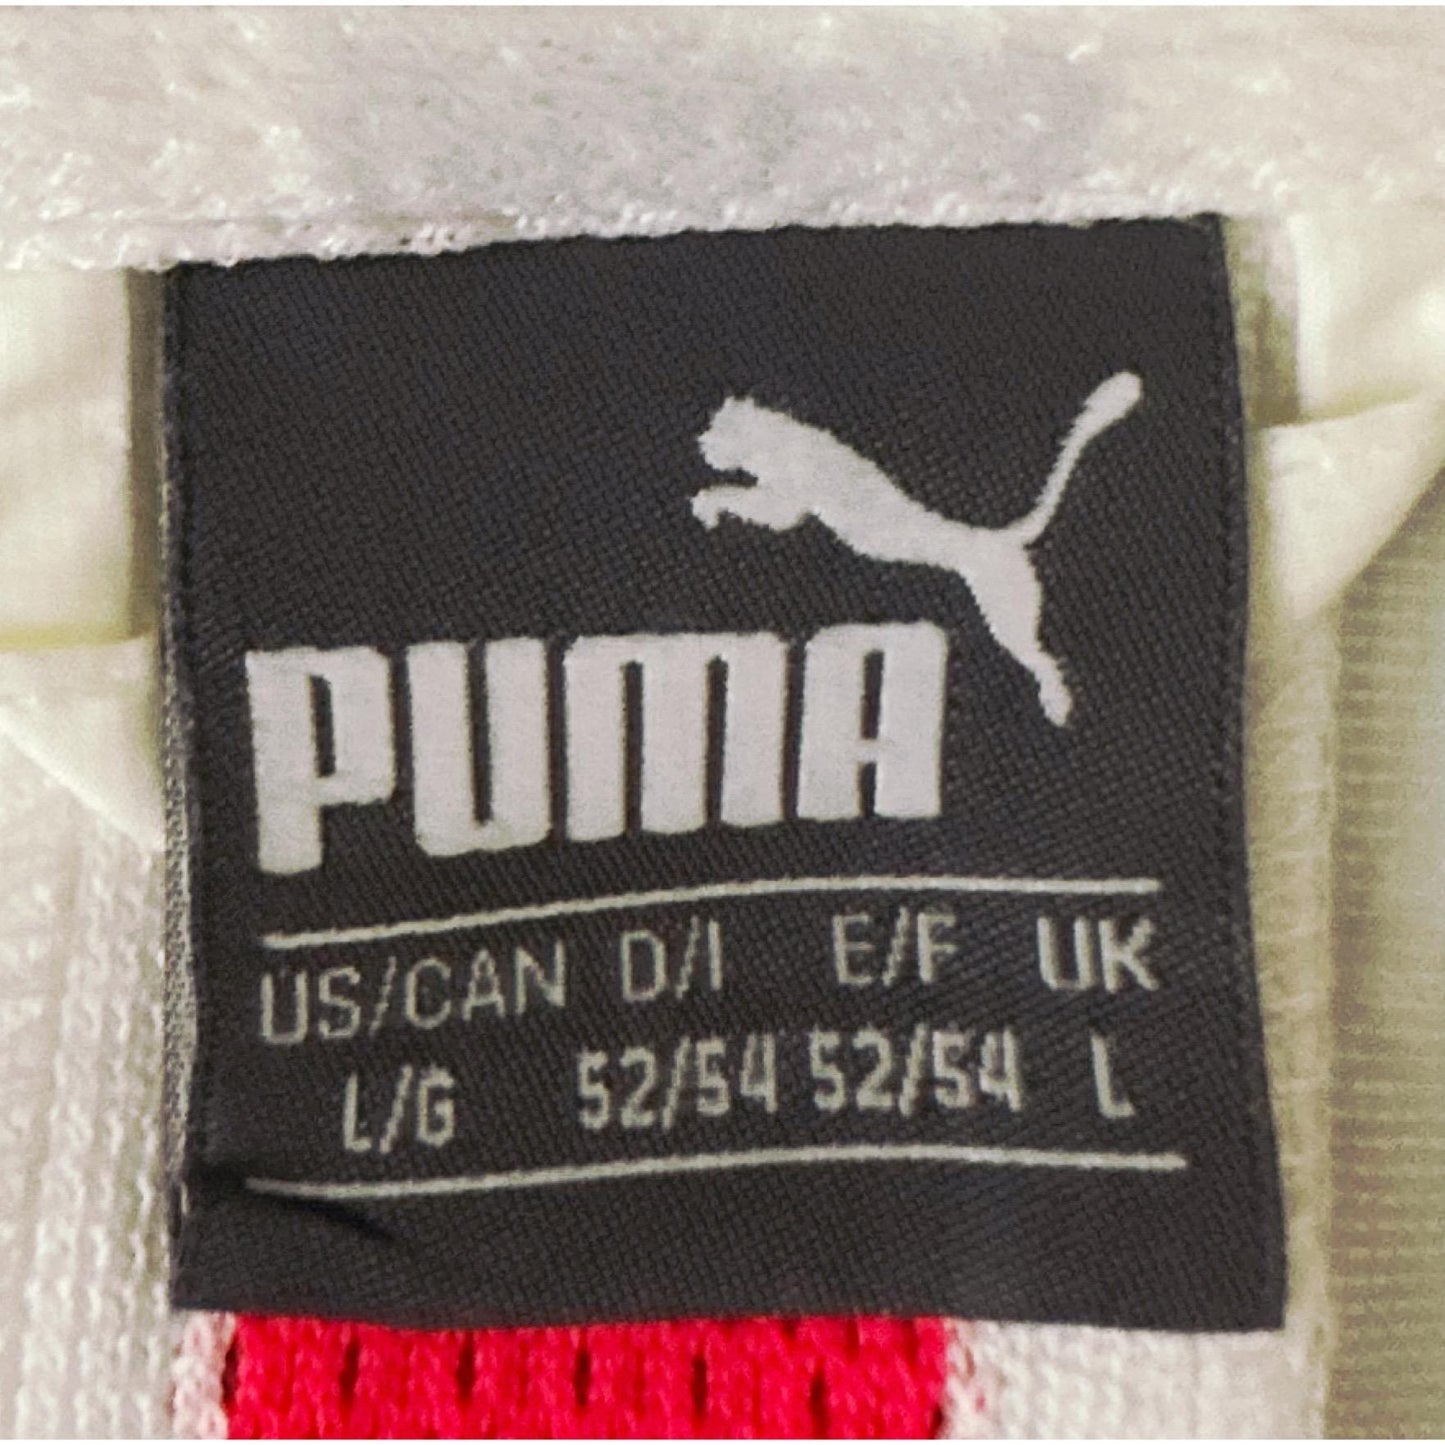 PUMA
US/CAN D/I E/F UK
L/G 52/54 52/54 L